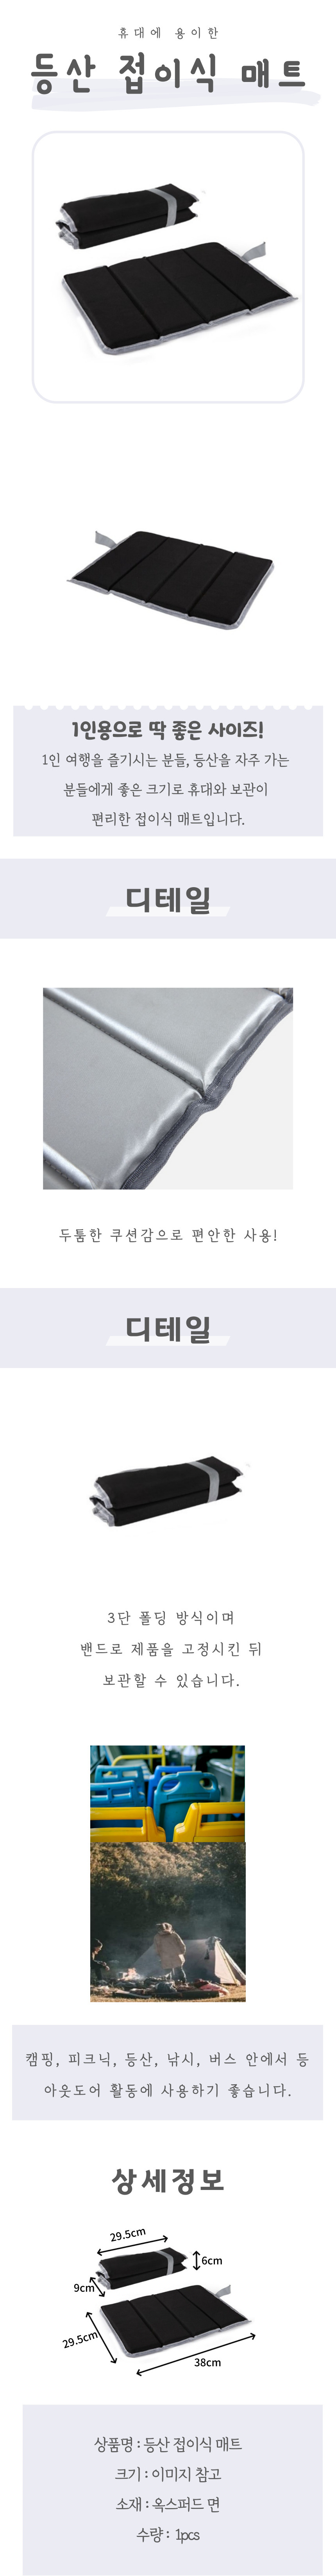 휴대에 용이한
등산 접이식 매트
1인용으로 딱 좋은 사이즈!
1인 여행을 즐기시는 분들, 등산을 자주 가는
분들에게 좋은 크기로 휴대와 보관이
편리한 접이식 매트입니다.
디테일
두툼한 쿠션감으로 편안한 사용!
디테일
3단 폴딩 방식이며
밴드로 제품을 고정시킨 뒤
보관할 수 있습니다.
캠핑, 피크닉, 등산, 낚시, 버스 안에서 등
아웃도어 활동에 사용하기 좋습니다.
상세정보
29.5cm
6cm
9cm
29.5cm
38cm
상품명 : 등산 접이식 매트
크기 : 이미지 참고
소재 : 옥스퍼드 면
수량 : 1pcs